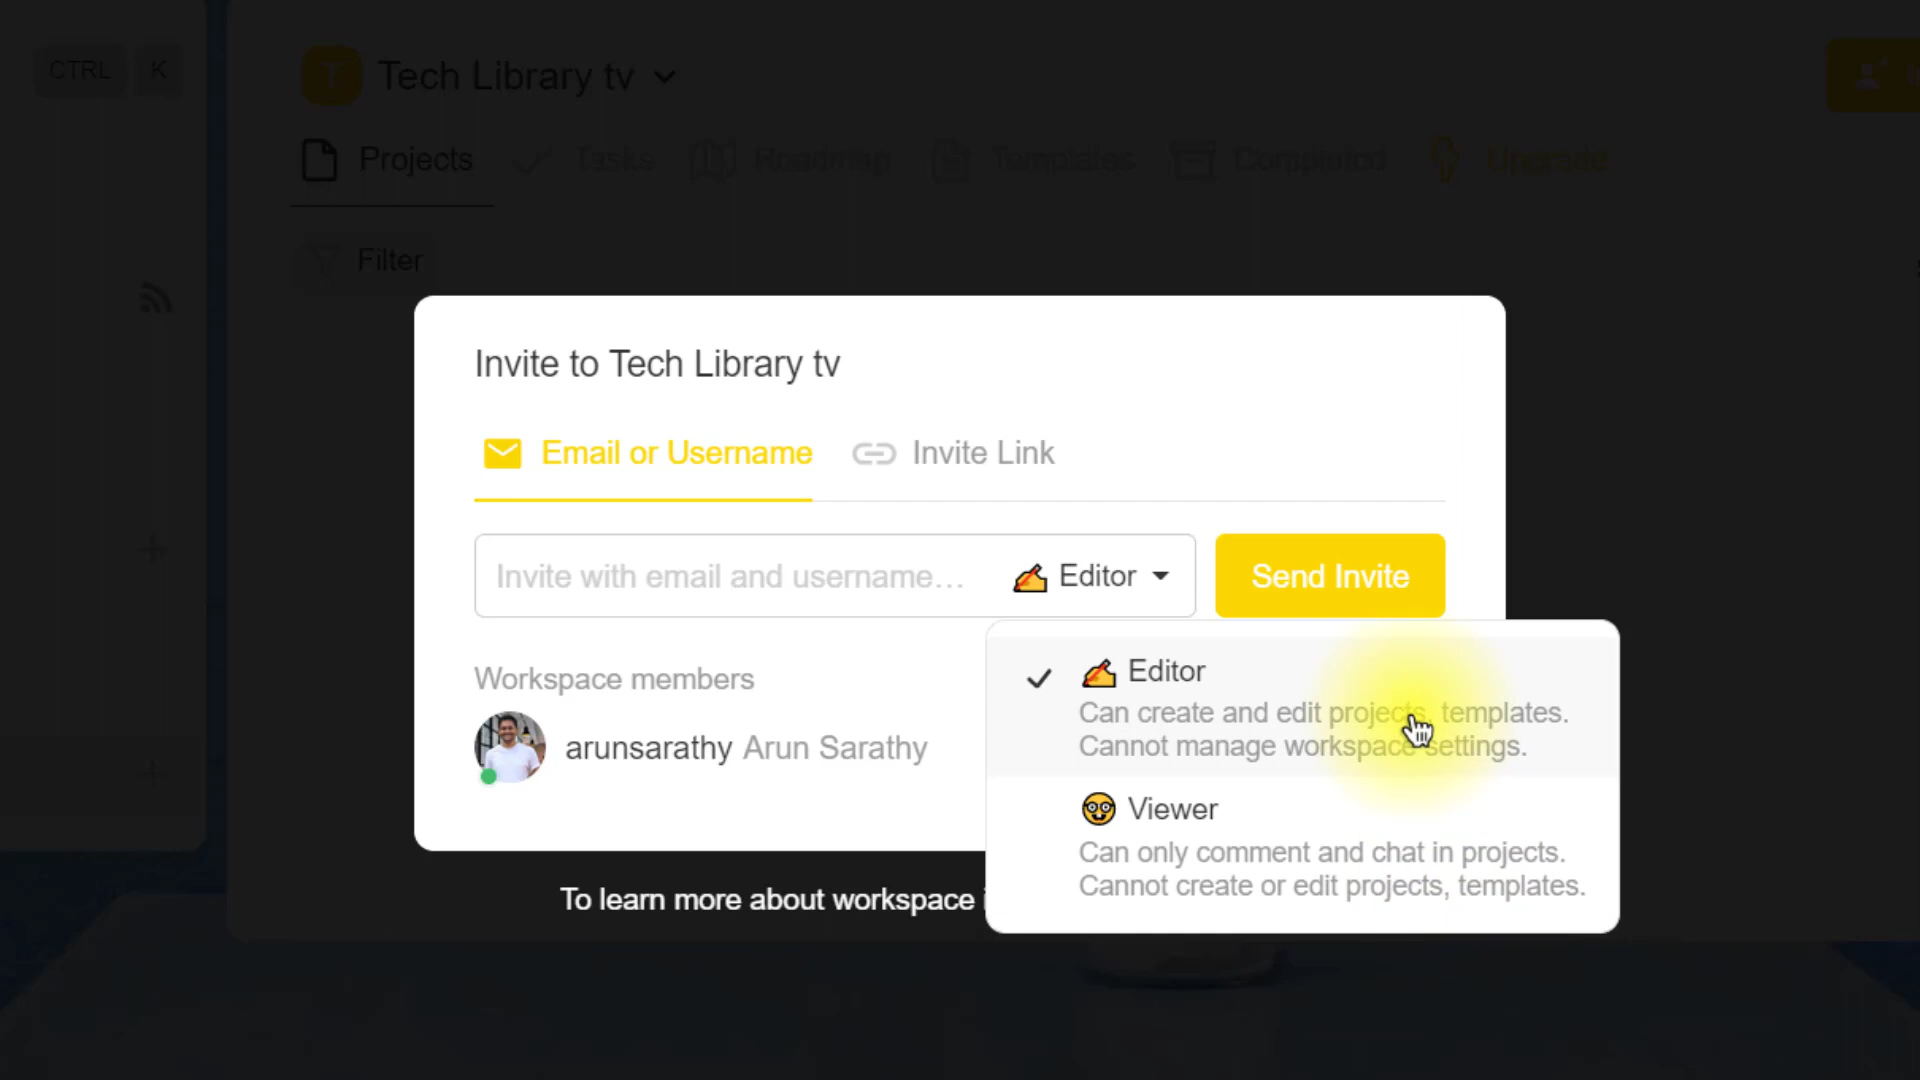 CTRL K
T Tech Library tv
Projects Tasks Roadmap Templates Completed Upgrade
Filter
Invite to Tech Library tv
Email or Username Invite Link
Invite with email and username... Editor Send Invite
Editor
Can create and edit projects, templates.
Cannot manage workspace settings.
Viewer
Can only comment and chat in projects.
Cannot create or edit projects, templates.
Workspace members
arunsarathy Arun Sarathy
To learn more about workspace